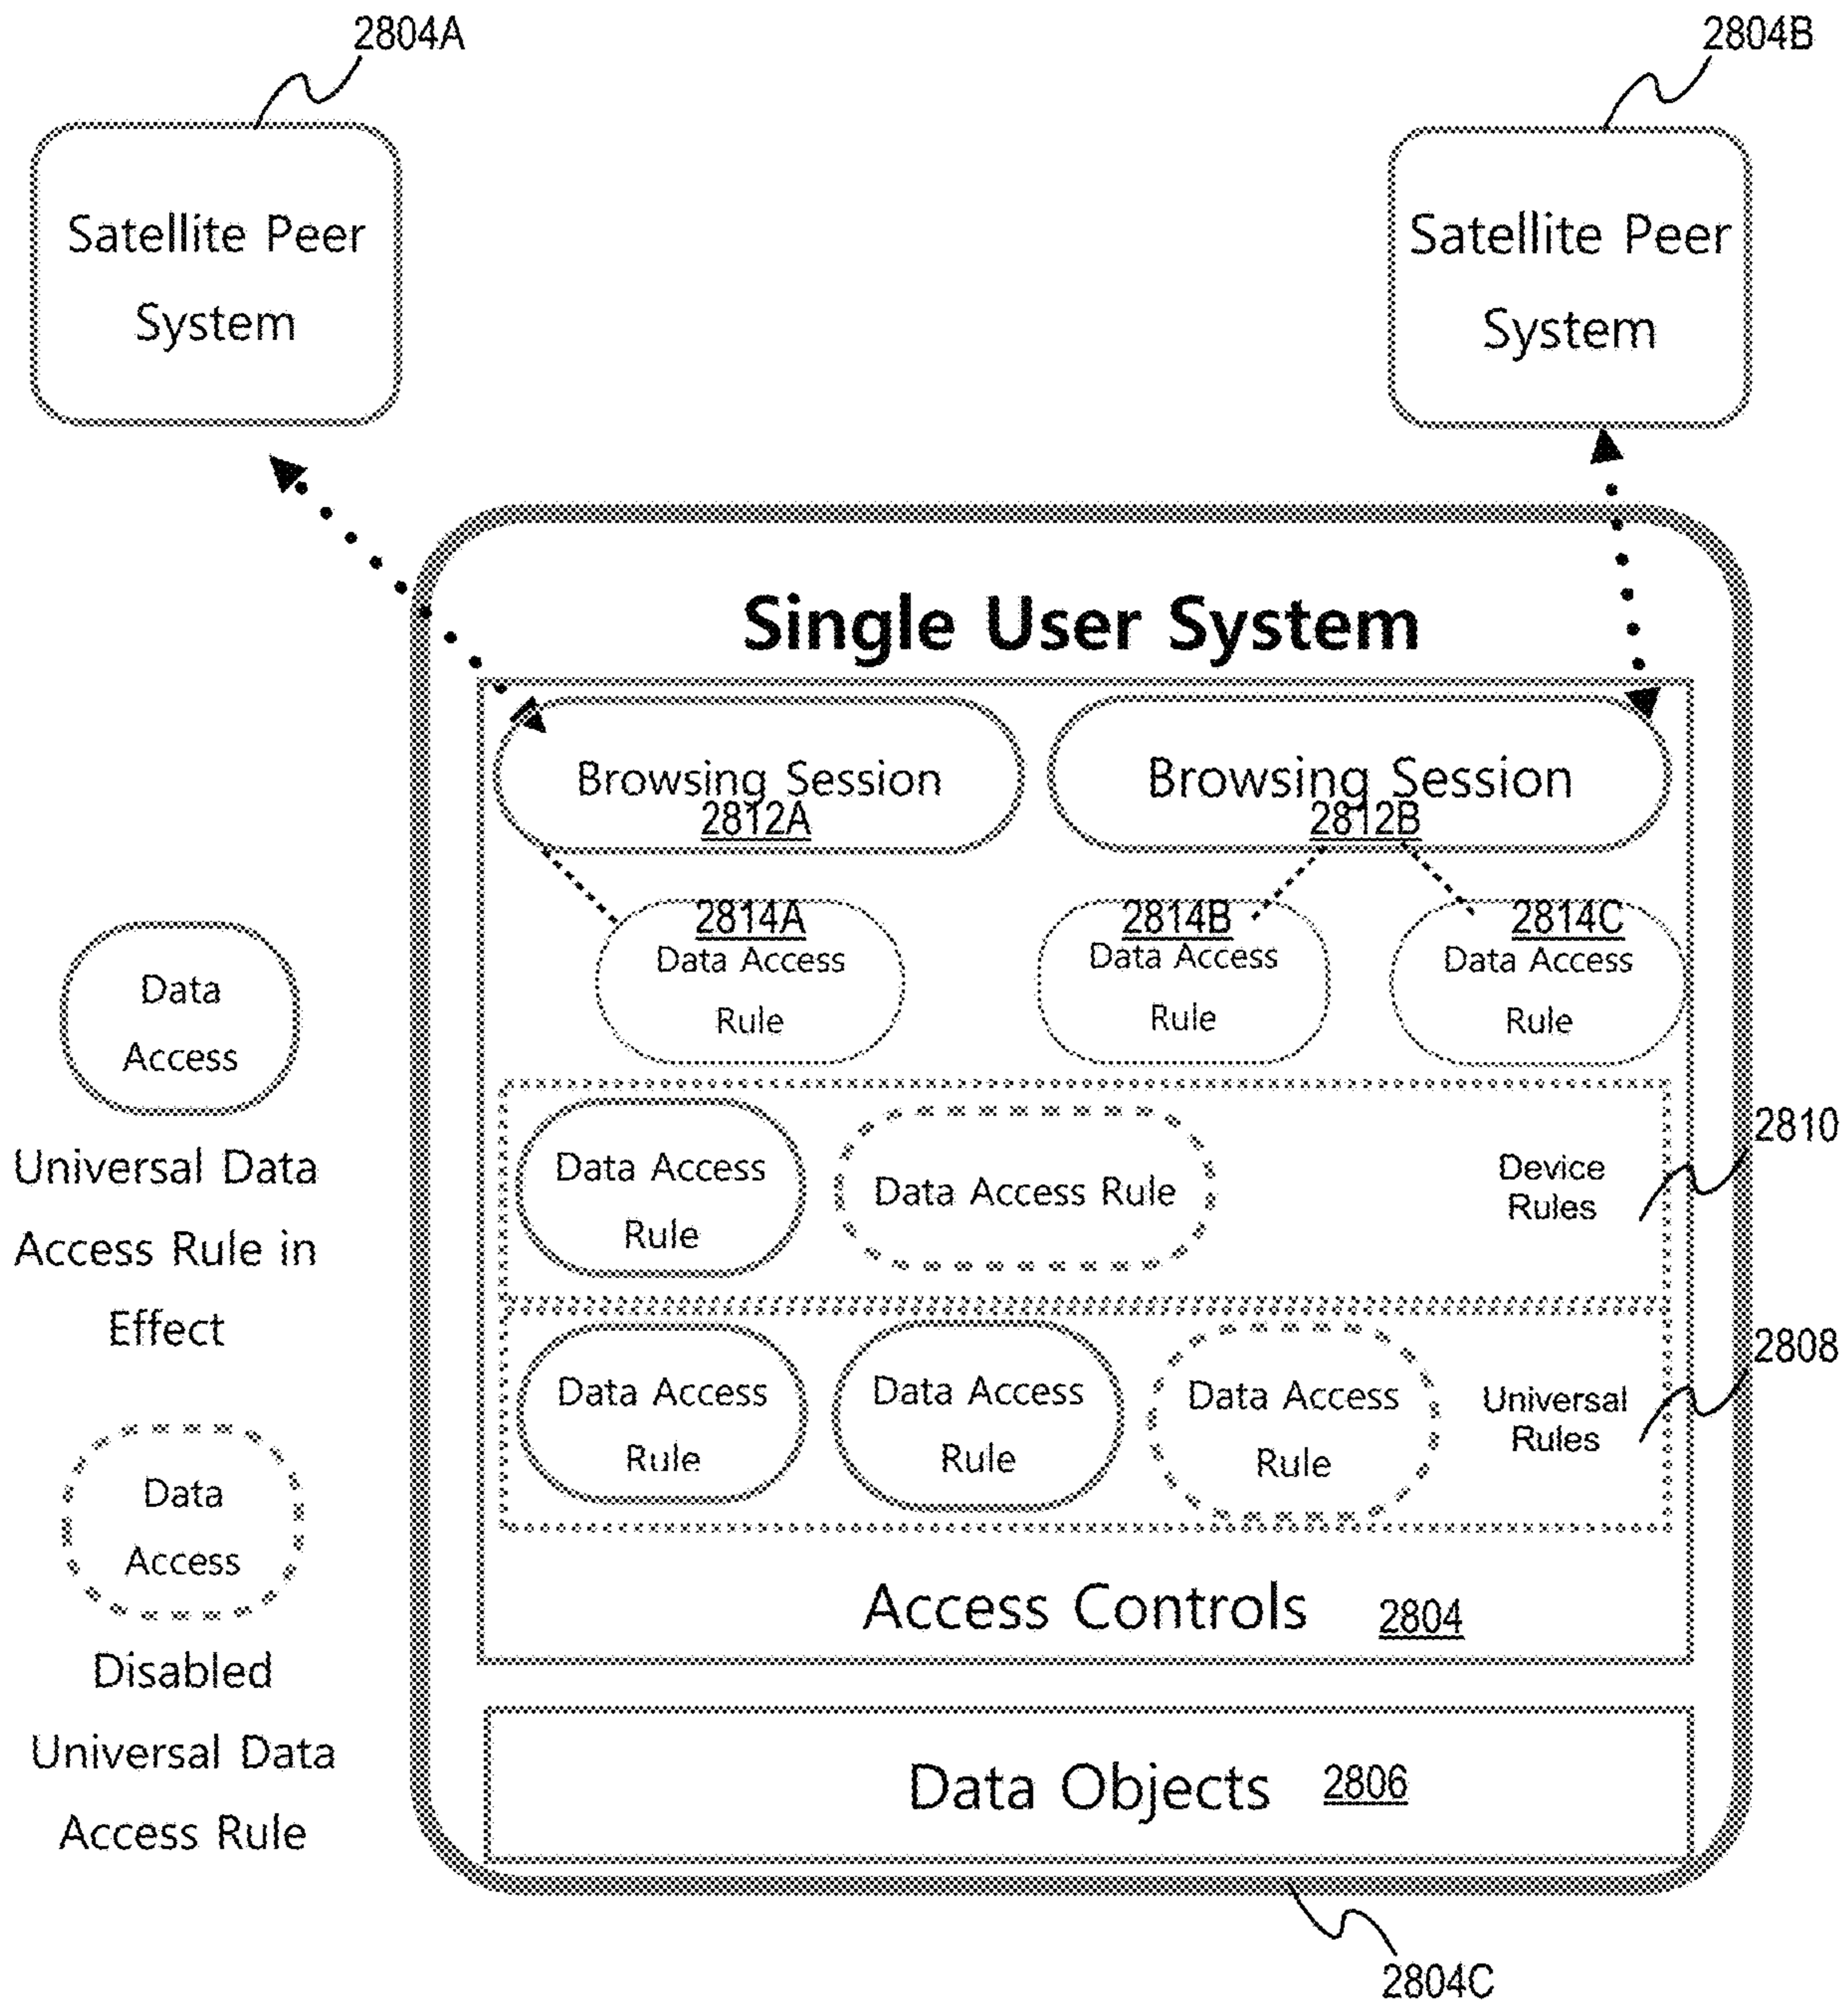 2804A
2804B
Satellite Peer
System
Satellite Peer
System
Single User System
Browsing Session
2812A
Browsing Session
2812B
2814A
Data Access
Rule
2814B
Data Access
Rule
2814C
Data Access
Rule
Data
Access
Universal Data
Access Rule in
Effect
Data Access
Rule
Data Access Rule
Device
Rules
2810
Data Access
Rule
Data Access
Rule
Data Access
Rule
Universal
Rules
2808
Data
Access
Disabled
Universal Data
Access Rule
Access Controls 2804
Data Objects 2806
2804C